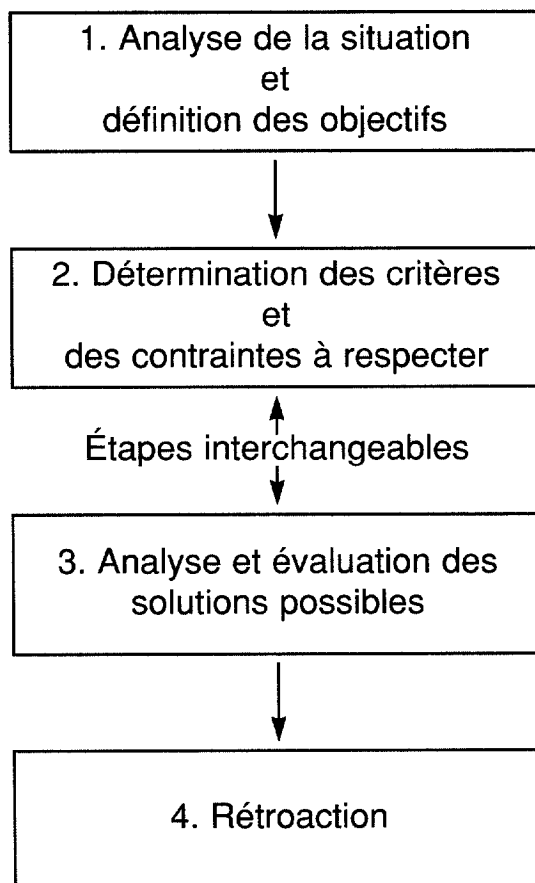 1. Analyse de la situation
et
définition des objectifs
2. Détermination des critères
et
des contraintes à respecter
Étapes interchangeables
3. Analyse et évaluation des
solutions possibles
4. Rétroaction